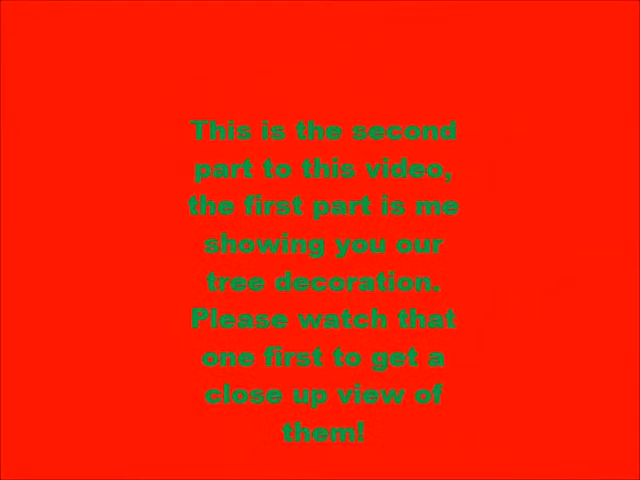 This is the second
part to this video,
the first part is me
showing you our
tree decoration.
Please watch that
one first to get a
close up view of
them!